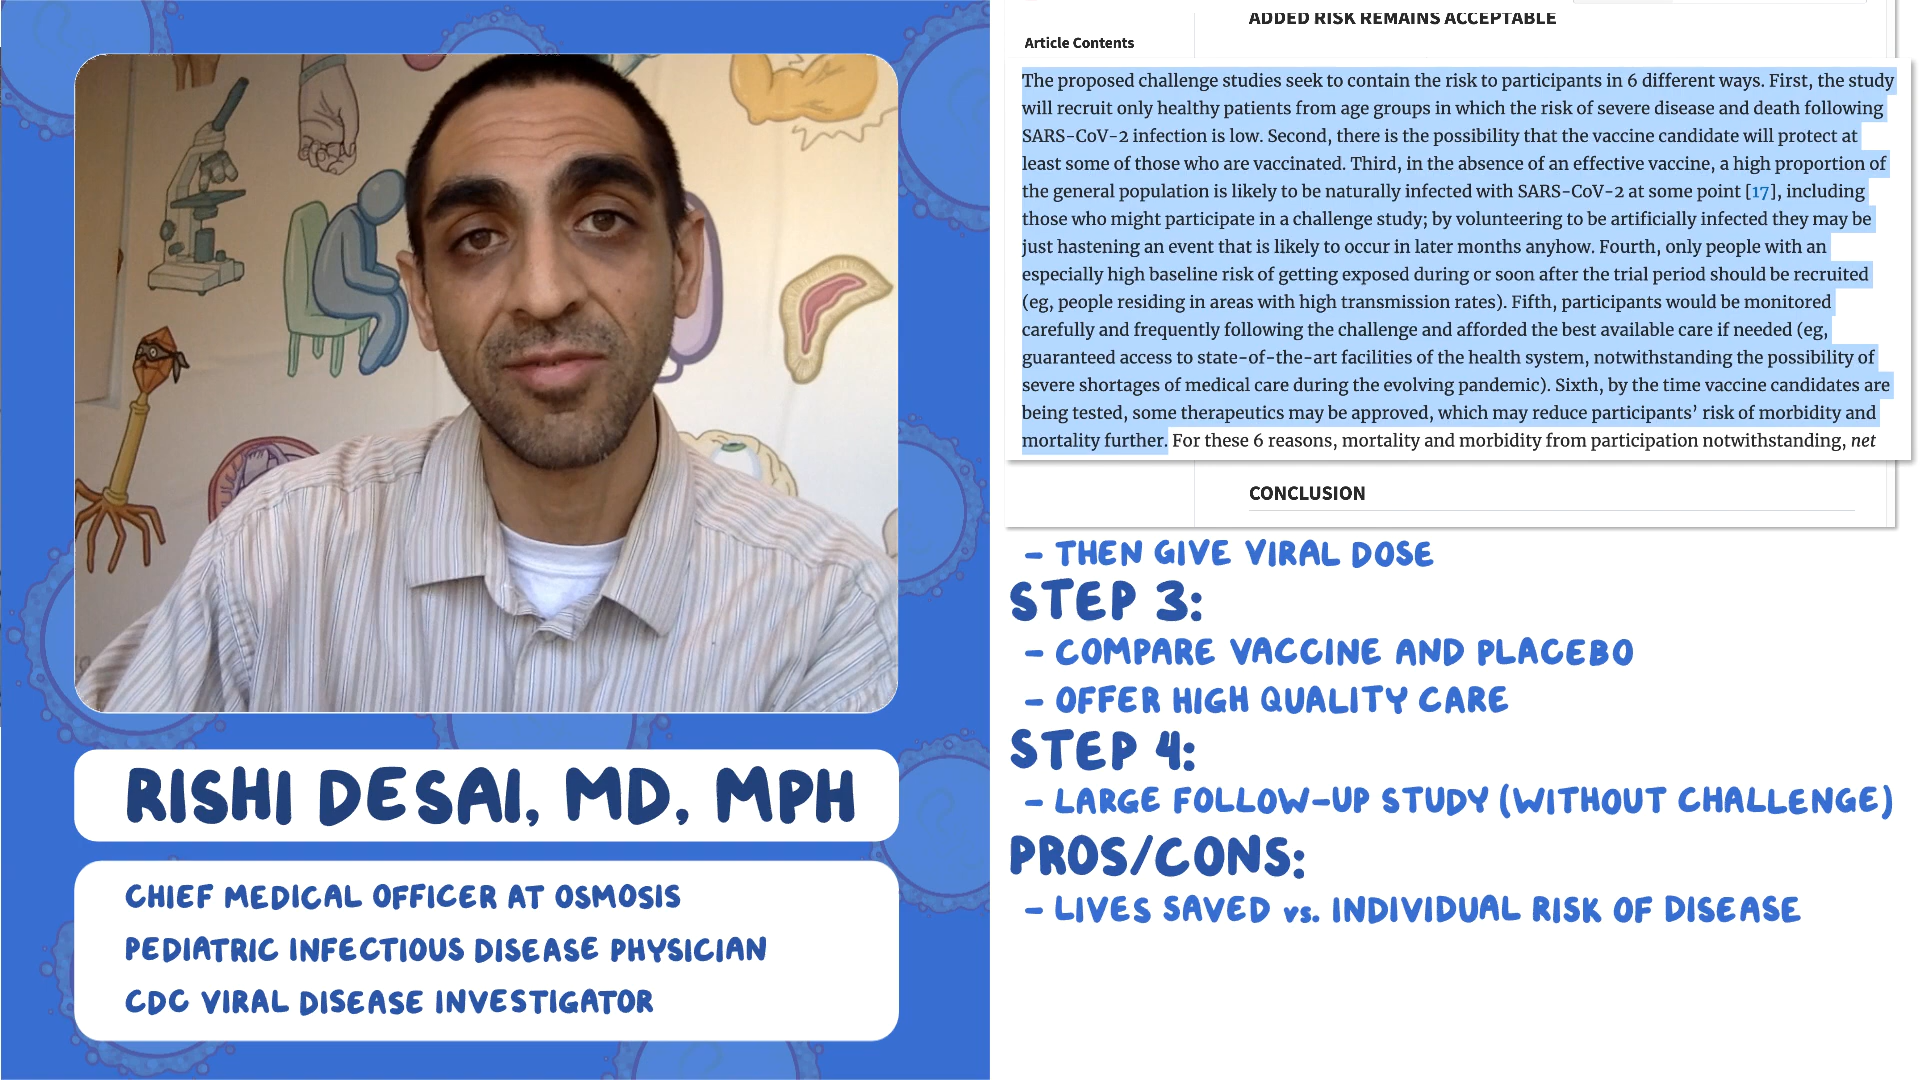 RISHI DESAI, MD, MPH
CHIEF MEDICAL OFFICER AT OSMOSIS
PEDIATRIC INFECTIOUS DISEASE PHYSICIAN
CDC VIRAL DISEASE INVESTIGATOR
ADDED RISK REMAINS ACCEPTABLE
Article Contents
The proposed challenge studies seek to contain the risk to participants in 6 different ways. First, the study
will recruit only healthy patients from age groups in which the risk of severe disease and death following
SARS-CoV-2 infection is low. Second, there is the possibility that the vaccine candidate will protect at
least some of those who are vaccinated. Third, in the absence of an effective vaccine, a high proportion of
the general population is likely to be naturally infected with SARS-CoV-2 at some point [17], including
those who might participate in a challenge study; by volunteering to be artificially infected they may be
just hastening an event that is likely to occur in later months anyhow. Fourth, only people with an
especially high baseline risk of getting exposed during or soon after the trial period should be recruited
(eg, people residing in areas with high transmission rates). Fifth, participants would be monitored
carefully and frequently following the challenge and afforded the best available care if needed (eg,
guaranteed access to state-of-the-art facilities of the health system, notwithstanding the possibility of
severe shortages of medical care during the evolving pandemic). Sixth, by the time vaccine candidates are
being tested, some therapeutics may be approved, which may reduce participants’ risk of morbidity and
mortality further. For these 6 reasons, mortality and morbidity from participation notwithstanding, net
CONCLUSION
- THEN GIVE VIRAL DOSE
STEP 3:
- COMPARE VACCINE AND PLACEBO
- OFFER HIGH QUALITY CARE
STEP 4:
- LARGE FOLLOW-UP STUDY (WITHOUT CHALLENGE)
PROS/CONS:
- LIVES SAVED vs. INDIVIDUAL RISK OF DISEASE